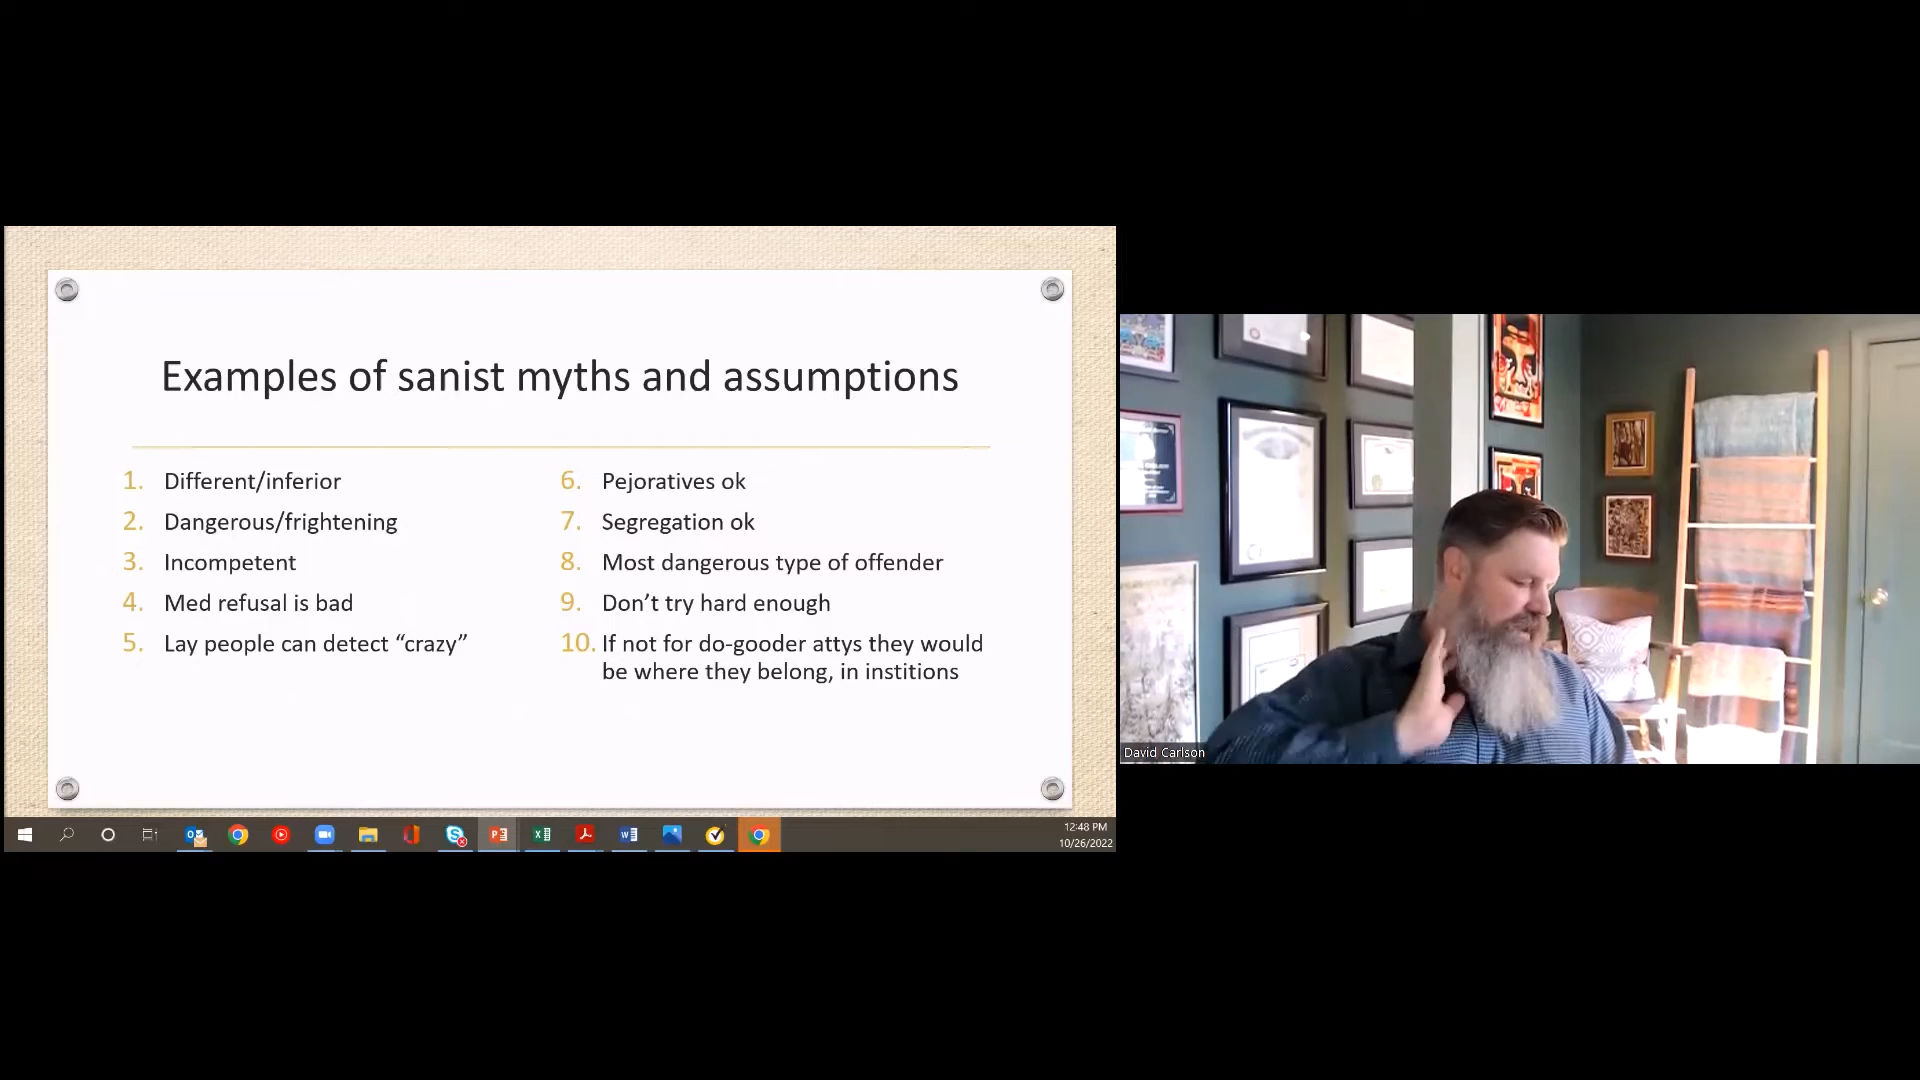 Examples of sanist myths and assumptions
1. Different/inferior
2. Dangerous/frightening
3. Incompetent
4. Med refusal is bad
5. Lay people can detect “crazy”
6. Pejoratives ok
7. Segregation ok
8. Most dangerous type of offender
9. Don’t try hard enough
10. If not for do-gooder attys they would
be where they belong, in institions
12:48 PM
10/26/2022
David Carlson